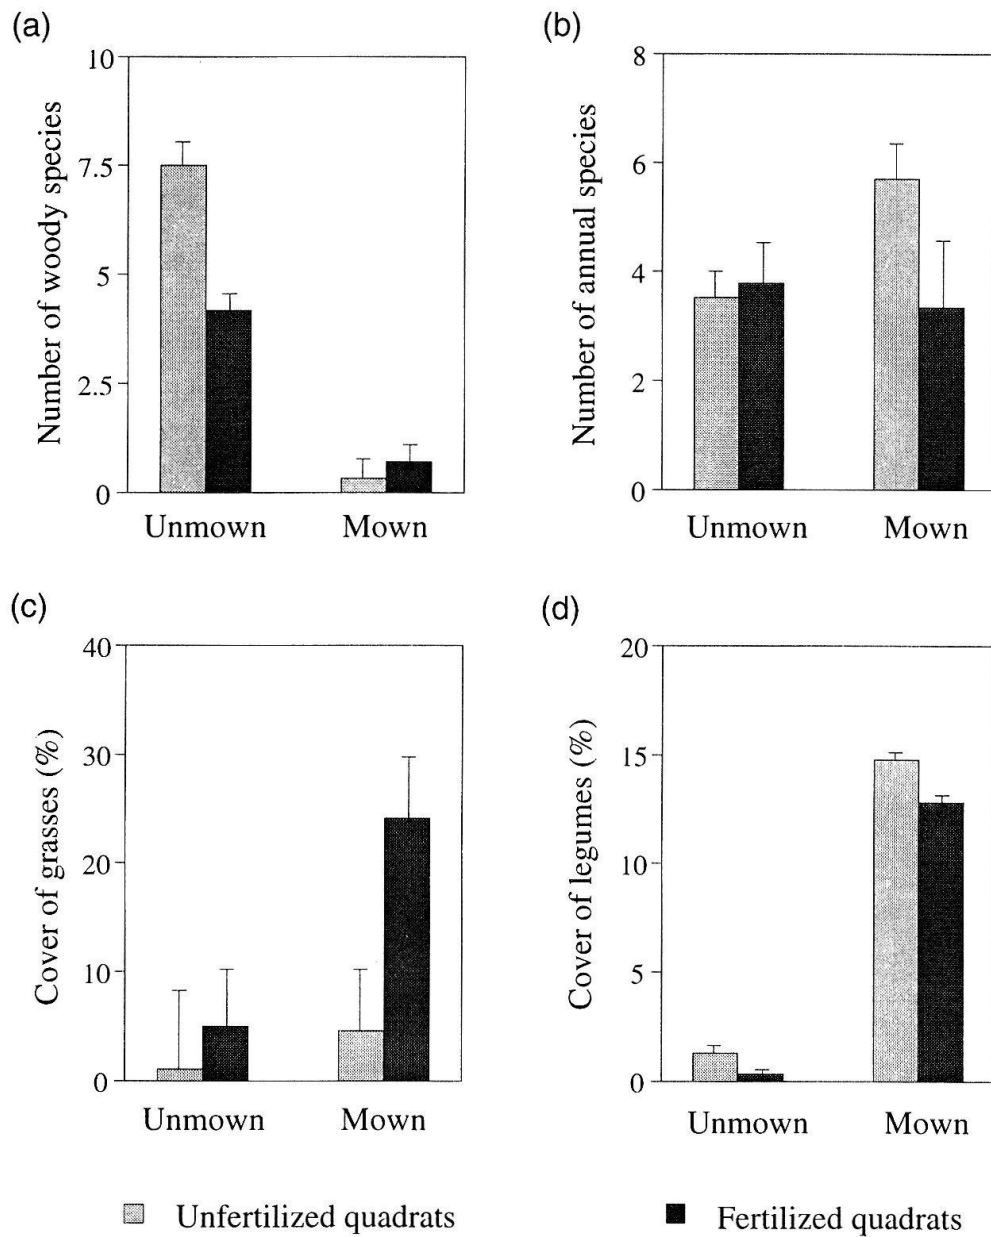 (a)
Number of woody species
10
7.5
5
2.5
0
Unmown Mown
(b)
Number of annual species
8
6
4
2
0
Unmown Mown
(c)
Cover of grasses (%)
40
30
20
10
0
Unmown Mown
(d)
Cover of legumes (%)
20
15
10
5
0
Unmown Mown
Unfertilized quadrats
Fertilized quadrats